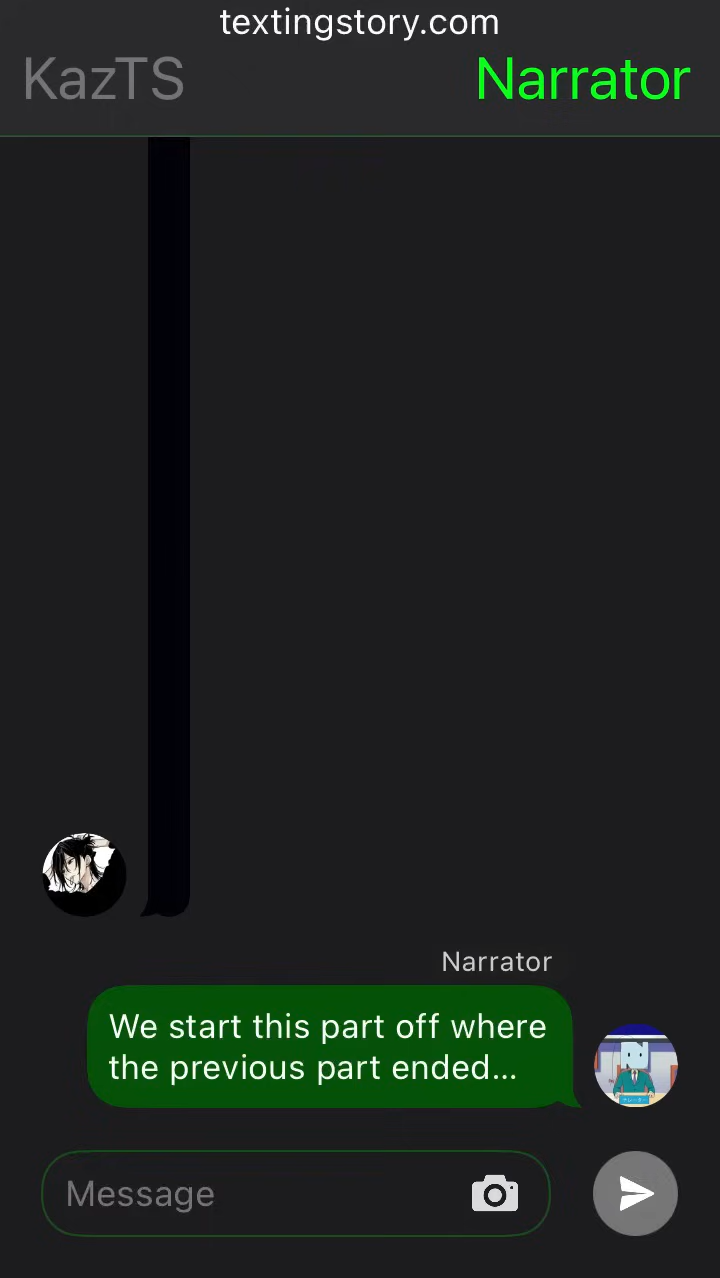 textingstory.com
KazTS
Narrator
Narrator
We start this part off where
the previous part ended...
Message